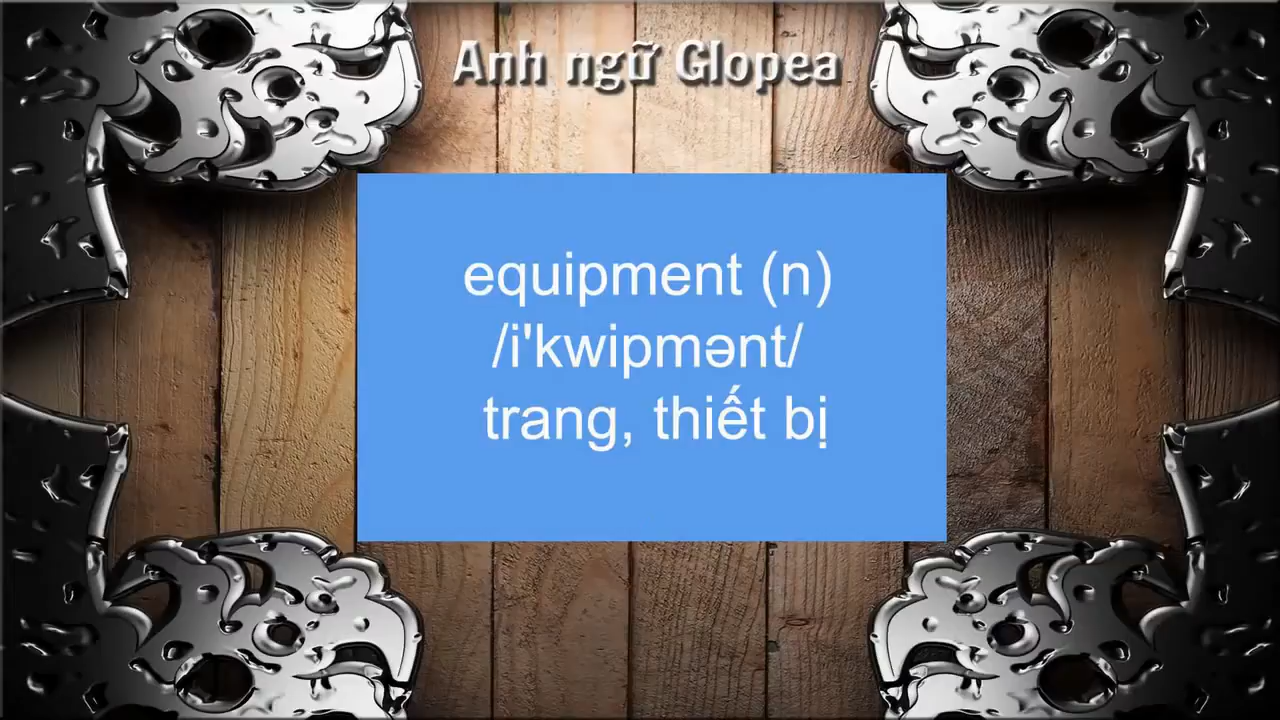 Anh ngữ Glopea
equipment (n)
/i'kwipmənt/
trang, thiết bị